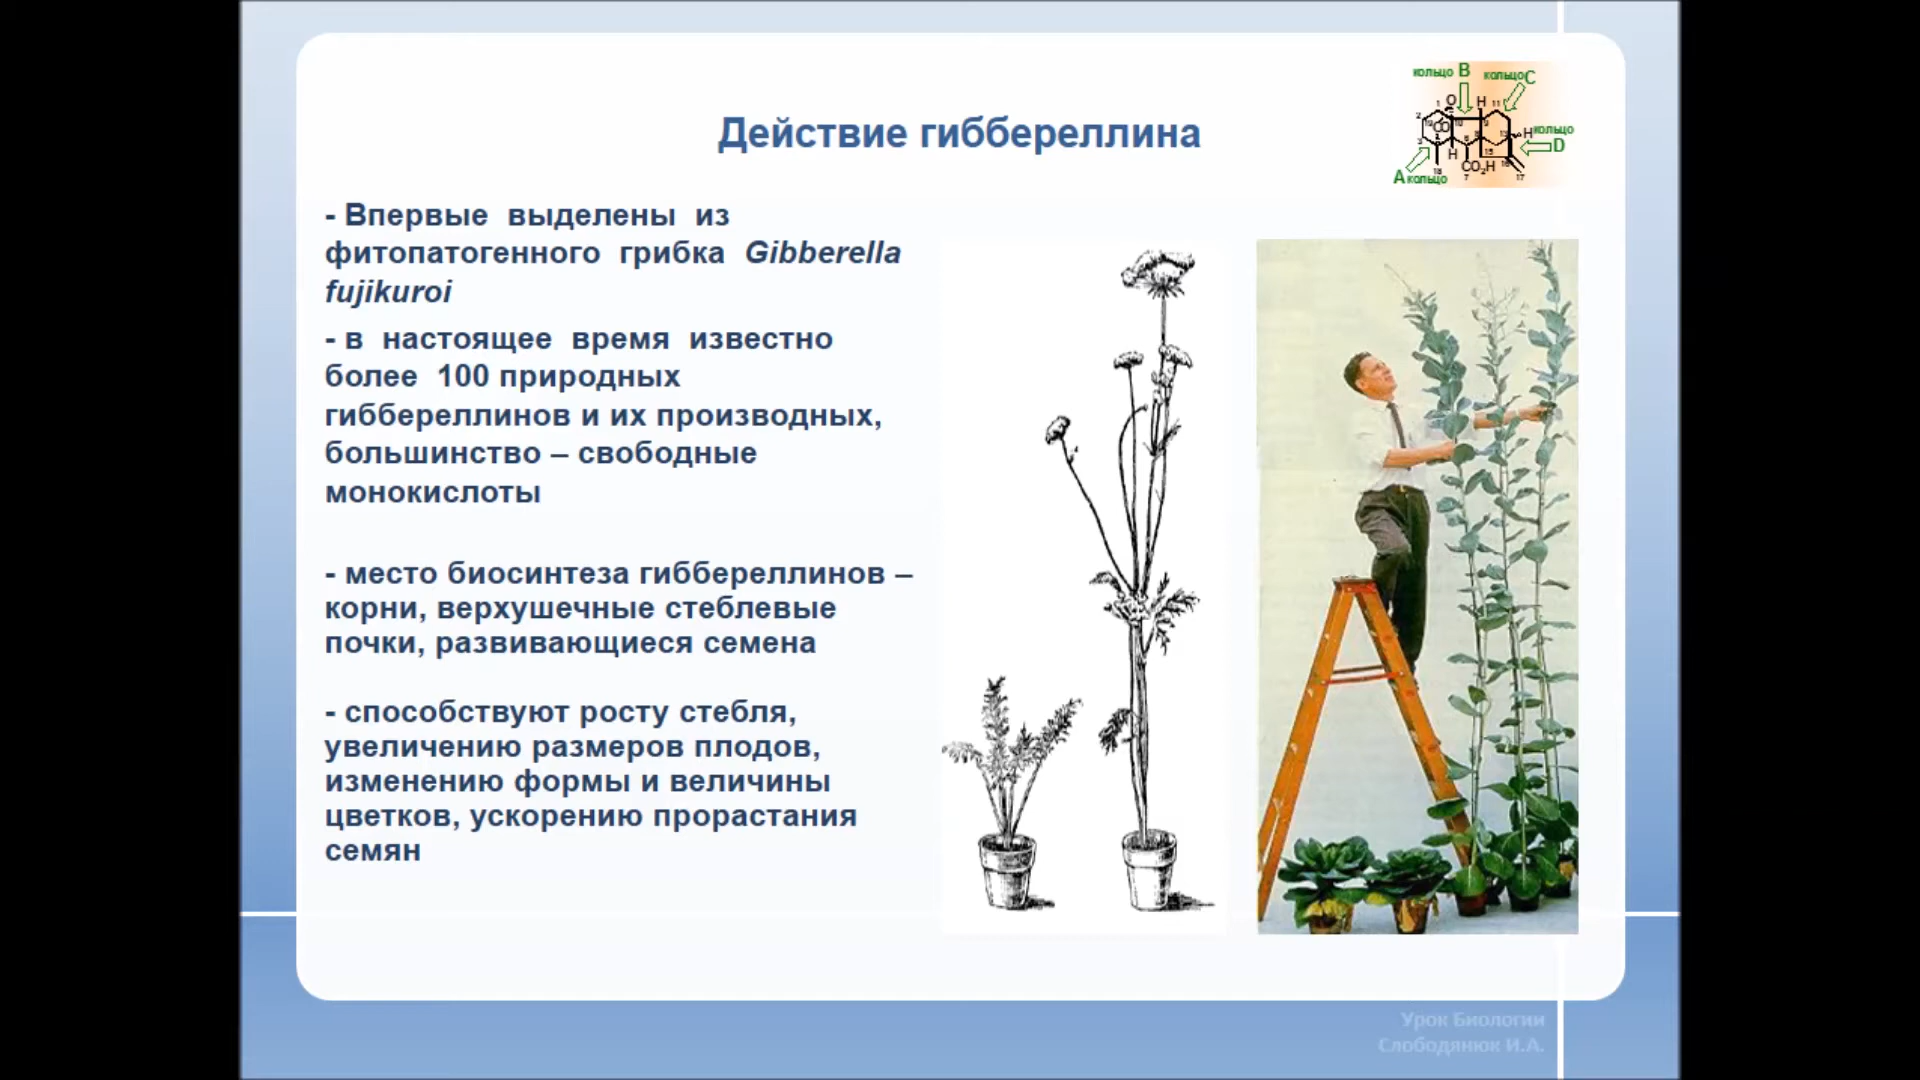 Действие гиббереллина
кольцо B
кольцо C
кольцо D
A кольцо
O
H
CO
H
H
CO₂H
- Впервые выделены из
фитопатогенного грибка Gibberella
fujikuroi
- в настоящее время известно
более 100 природных
гиббереллинов и их производных,
большинство – свободные
монокислоты
- место биосинтеза гиббереллинов –
корни, верхушечные стеблевые
почки, развивающиеся семена
- способствуют росту стебля,
увеличению размеров плодов,
изменению формы и величины
цветков, ускорению прорастания
семян
Урок Биологии
Слободянюк И.А.